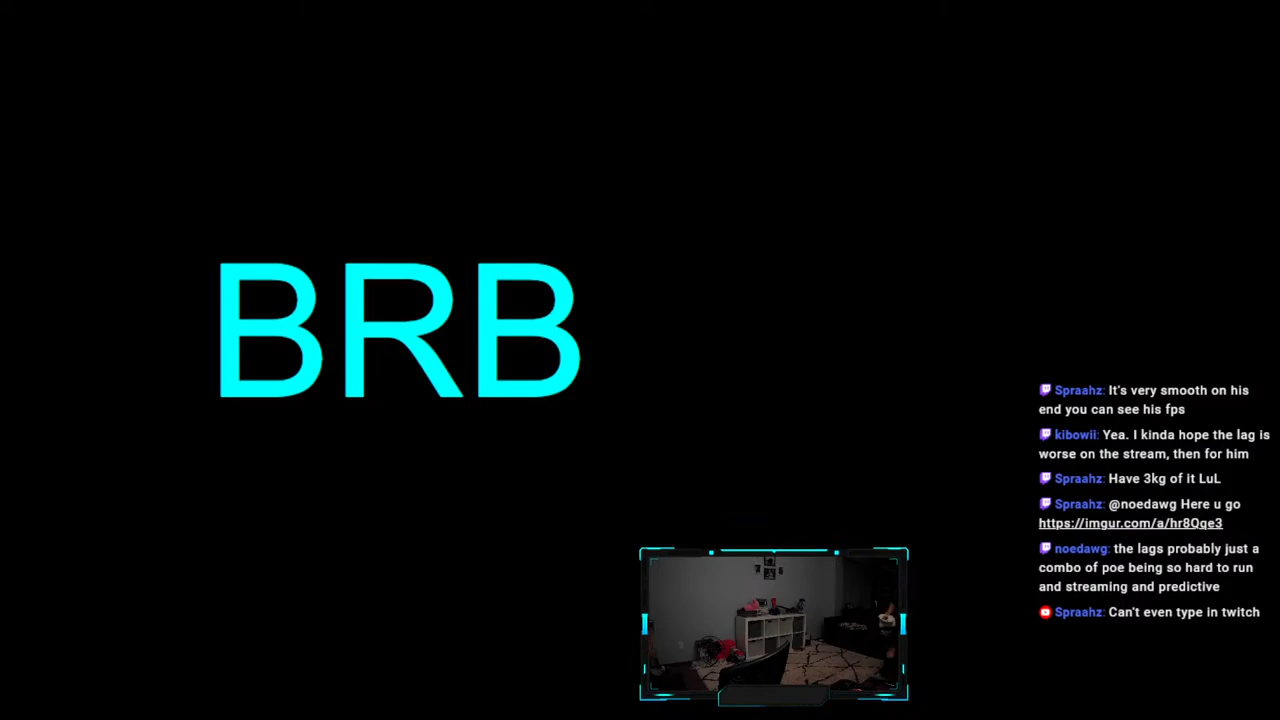 BRB
Spraahz: It's very smooth on his
end you can see his fps
kibowii: Yea. I kinda hope the lag is
worse on the stream, then for him
Spraahz: Have 3kg of it LuL
Spraahz: @noedawg Here u go
https://imgur.com/a/hr8Qqe3
noedawg: the lags probably just a
combo of poe being so hard to run
and streaming and predictive
Spraahz: Can't even type in twitch